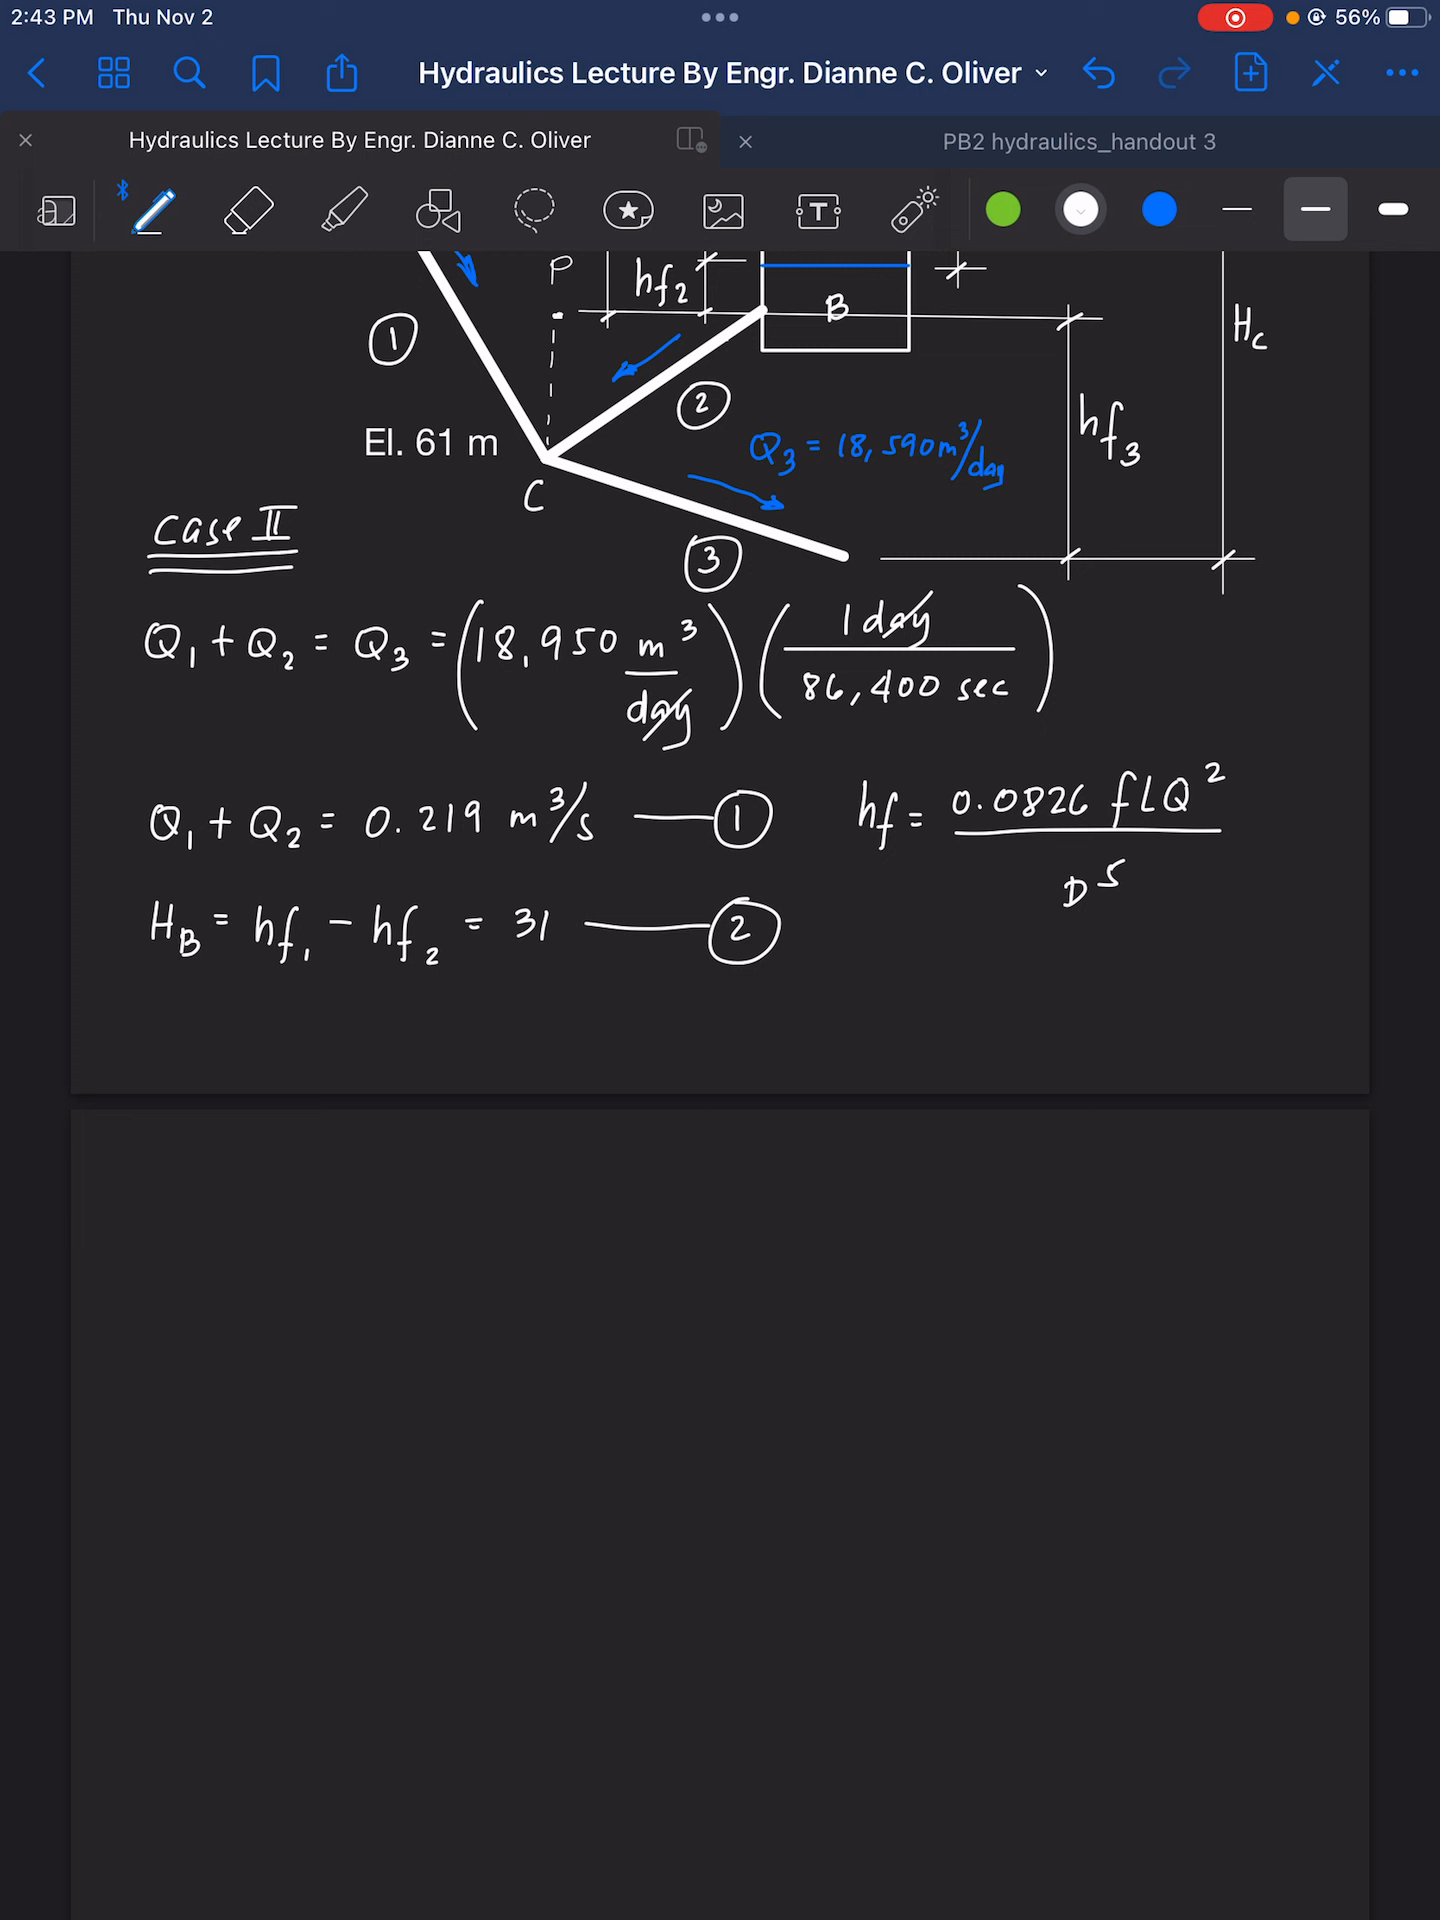 2:43 PM Thu Nov 2
56%
Hydraulics Lecture By Engr. Dianne C. Oliver
Hydraulics Lecture By Engr. Dianne C. Oliver
PB2 hydraulics_handout 3
T
P
hf₂
B
Hc
1
2
hf₃
El. 61 m
Q₃ = 18,590 m³/day
C
Case II
3
Q₁ + Q₂ = Q₃ = (18,950 m³/day) (1 day/86,400 sec)
Q₁ + Q₂ = 0.219 m³/s — 1
hf = 0.0826 fLQ²/D⁵
H_B = hf₁ - hf₂ = 31 — 2